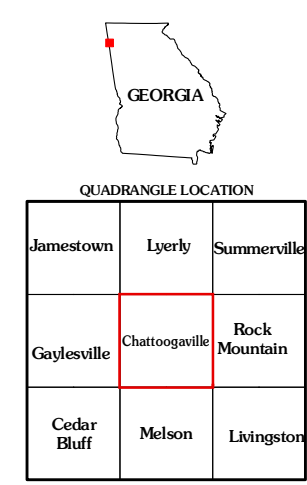 GEORGIA
QUADRANGLE LOCATION
Jamestown
Lyerly
Summerville
Gaylesville
Chattoogaville
Rock
Mountain
Cedar
Bluff
Melson
Livingston